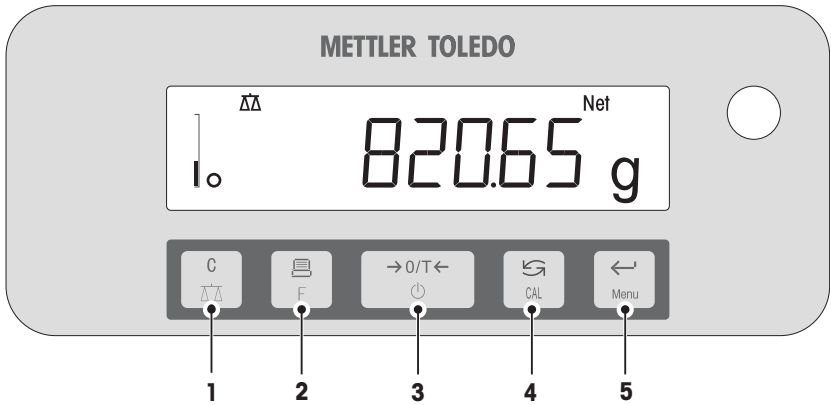 METTLER TOLEDO
Net
820.65 g
C
→0/T←
F
CAL
Menu
1 2 3 4 5